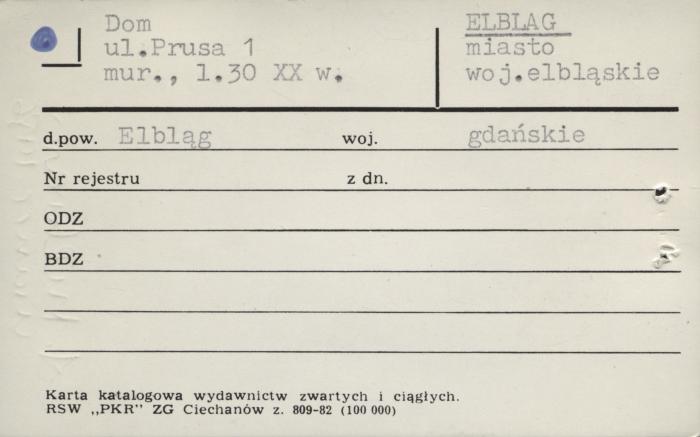 Dom
ul.Prusa 1
mur., l.30 XX w.
ELBLAG
miasto
woj.elbląskie
d.pow. Elbląg woj. gdańskie
Nr rejestru z dn.
ODZ
BDZ
Karta katalogowa wydawnictw zwartych i ciągłych.
RSW „PKR" ZG Ciechanów z. 809-82 (100 000)